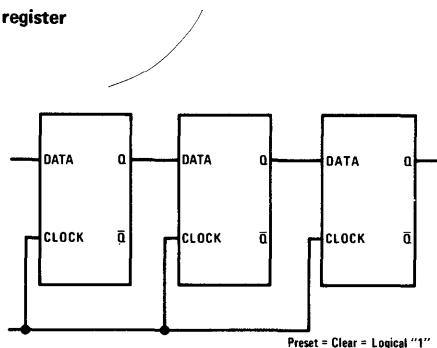 register
DATA Q DATA Q DATA Q
CLOCK Q̅ CLOCK Q̅ CLOCK Q̅
Preset = Clear = Logical "1"